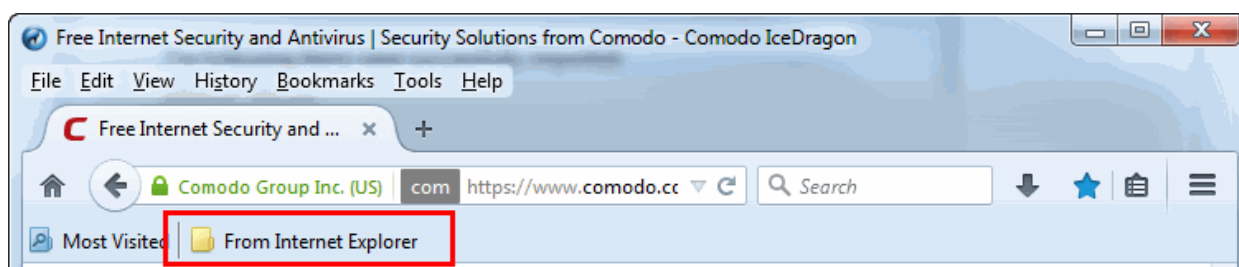 Free Internet Security and Antivirus | Security Solutions from Comodo - Comodo IceDragon
File Edit View History Bookmarks Tools Help
Free Internet Security and ...
Comodo Group Inc. (US) com https://www.comodo.cc Search
Most Visited From Internet Explorer